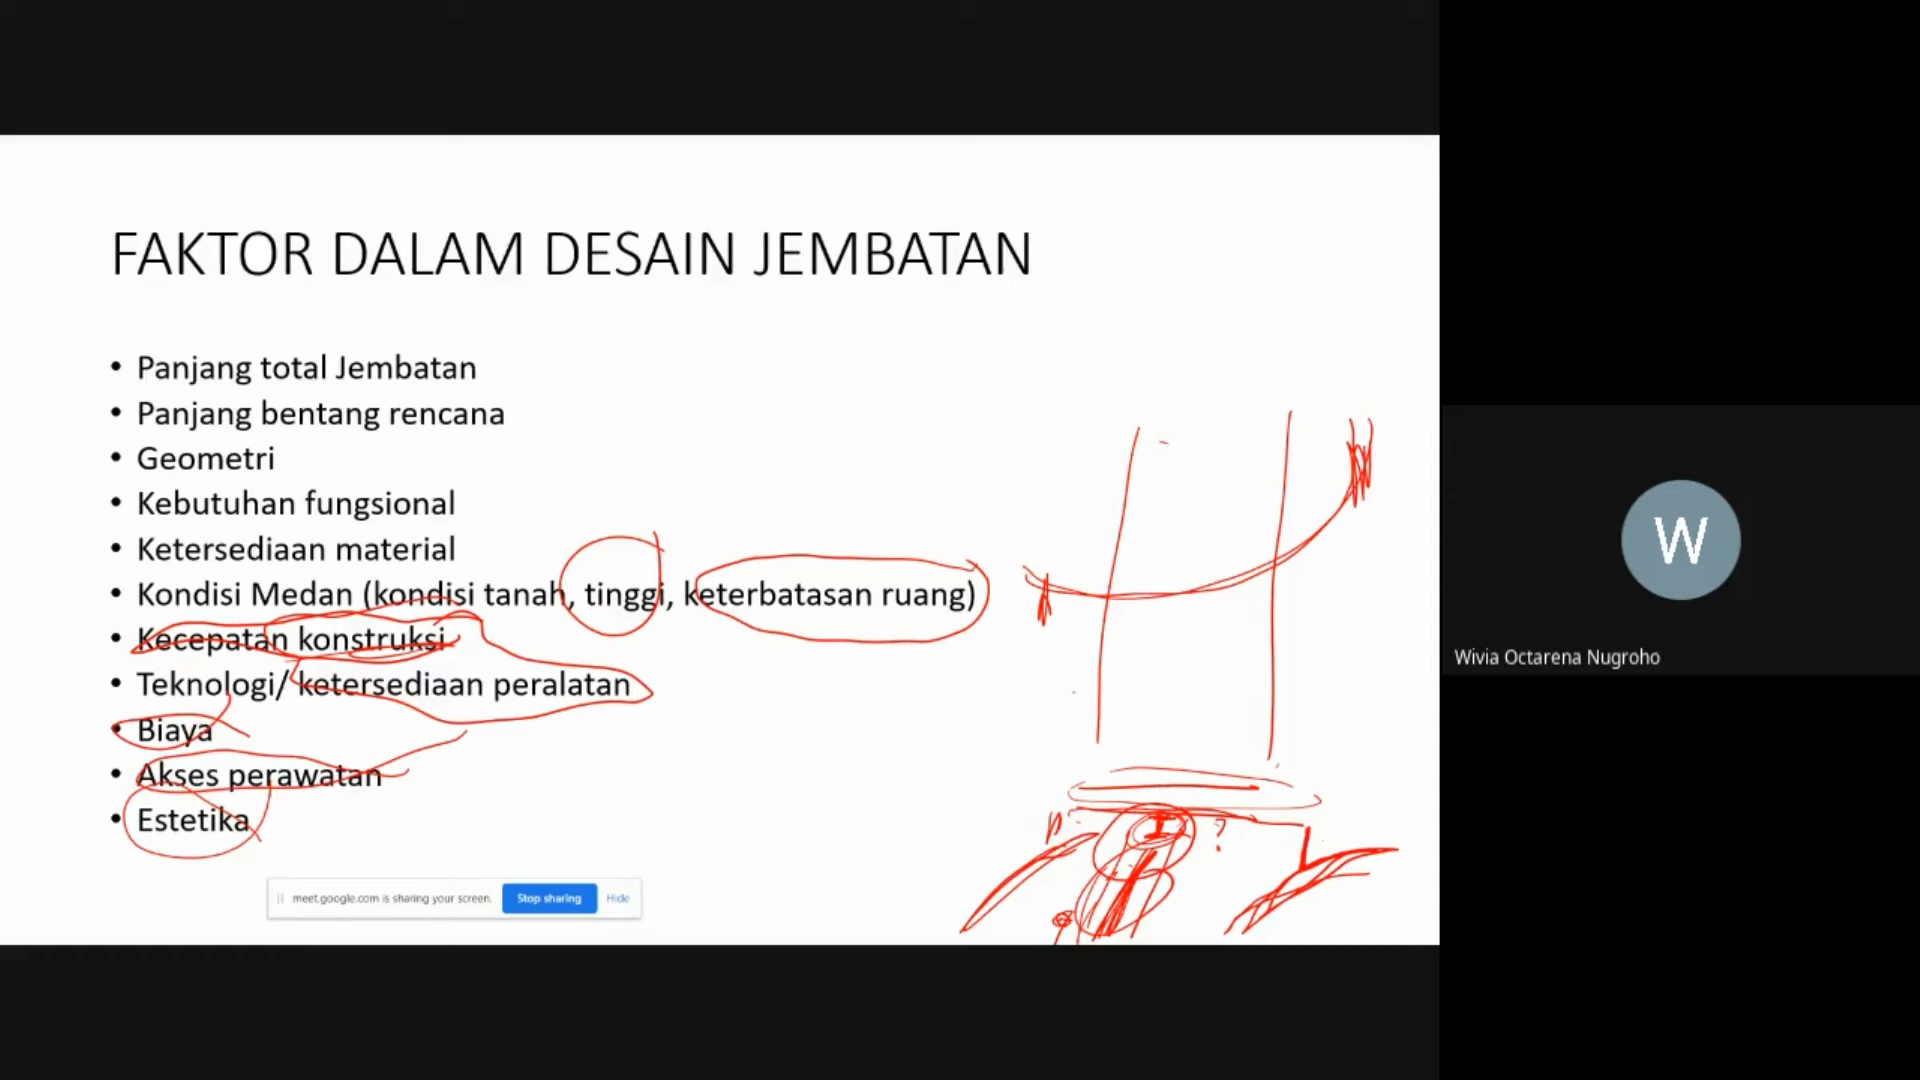 FAKTOR DALAM DESAIN JEMBATAN
• Panjang total Jembatan
• Panjang bentang rencana
• Geometri
• Kebutuhan fungsional
• Ketersediaan material
• Kondisi Medan (kondisi tanah, tinggi, keterbatasan ruang)
• Kecepatan konstruksi
• Teknologi/ ketersediaan peralatan
• Biaya
• Akses perawatan
• Estetika
?
meet.google.com is sharing your screen. Stop sharing Hide
W
Wivia Octarena Nugroho